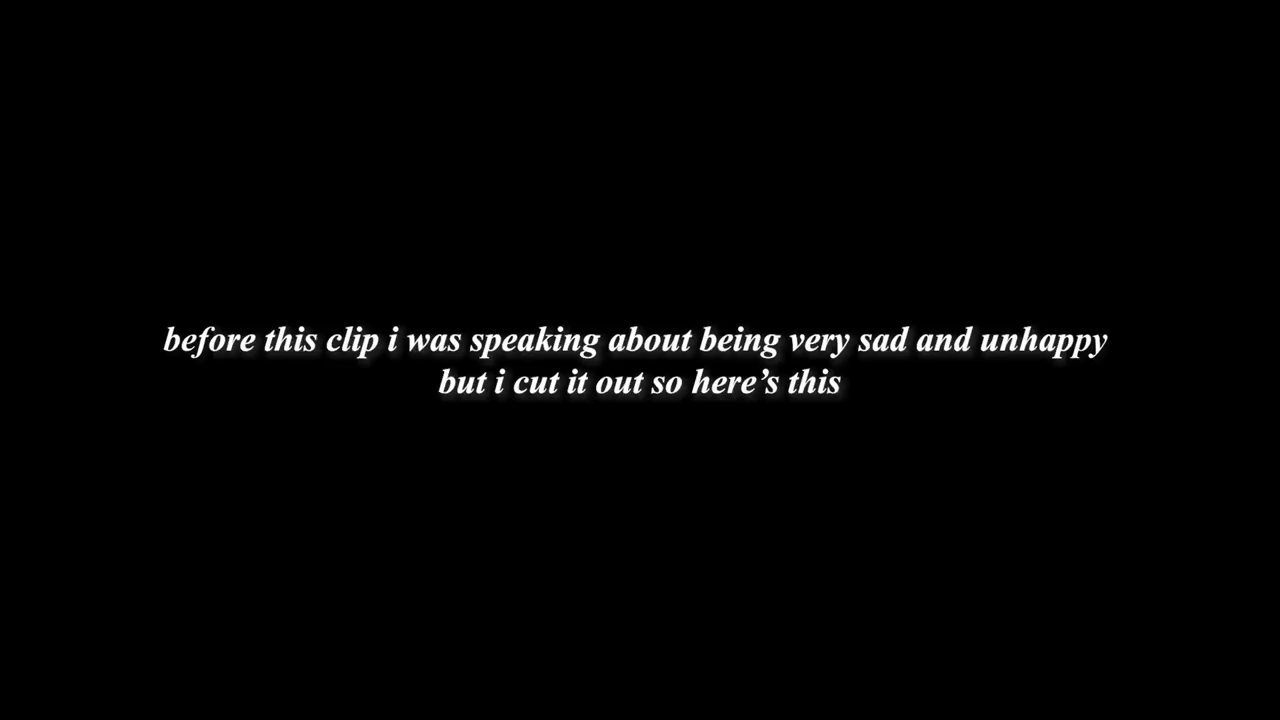 before this clip i was speaking about being very sad and unhappy
but i cut it out so here’s this